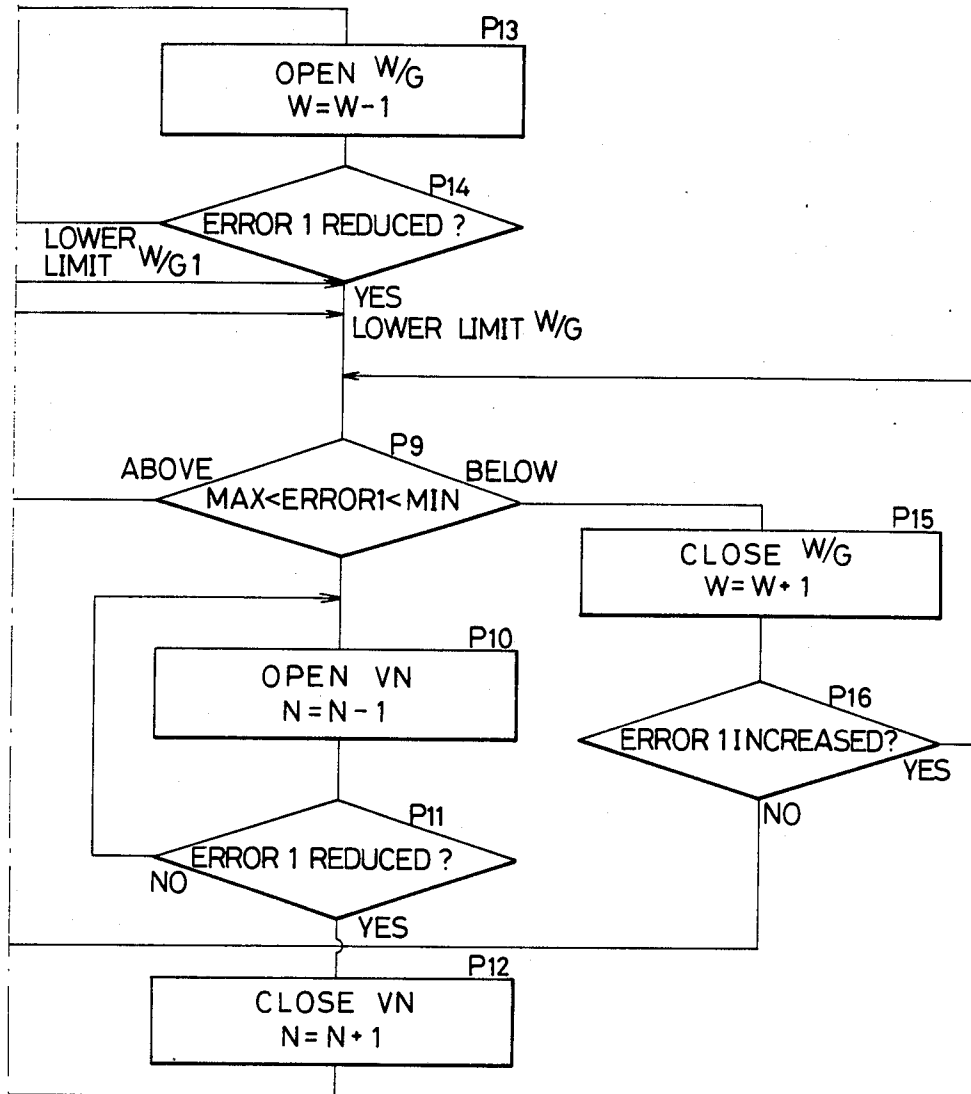 P13
OPEN W/G
W=W-1
P14
ERROR 1 REDUCED ?
LOWER
LIMIT W/G 1
YES
LOWER LIMIT W/G
P9
ABOVE
BELOW
MAX<ERROR1<MIN
P15
CLOSE W/G
W=W+1
P10
OPEN VN
N=N-1
P16
ERROR 1 INCREASED?
YES
NO
P11
ERROR 1 REDUCED ?
NO
YES
P12
CLOSE VN
N=N+1